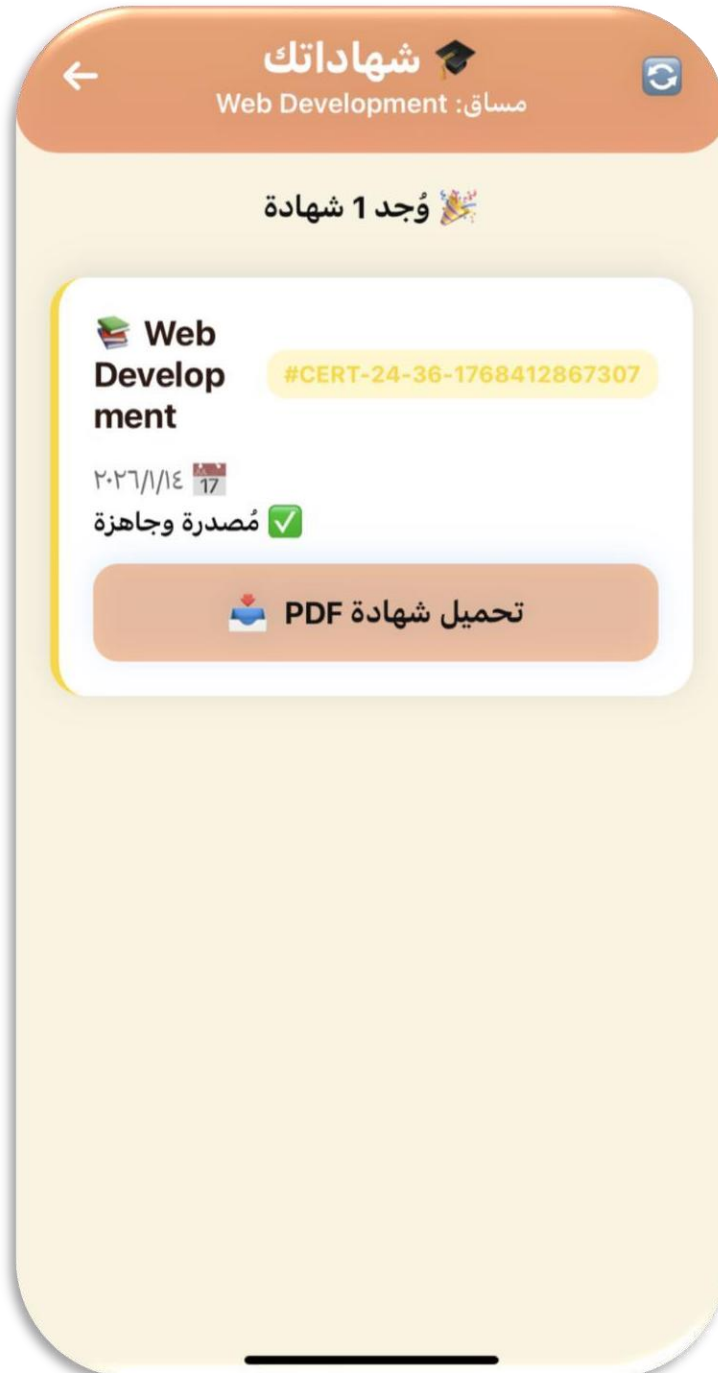 🎓 شهاداتك
مساق: Web Development
🎉 وُجد 1 شهادة
📚 Web
Develop
ment
#CERT-24-36-1768412867307
٢٠٢٦/١/١٤
✅ مُصدرة وجاهزة
تحميل شهادة PDF 📥